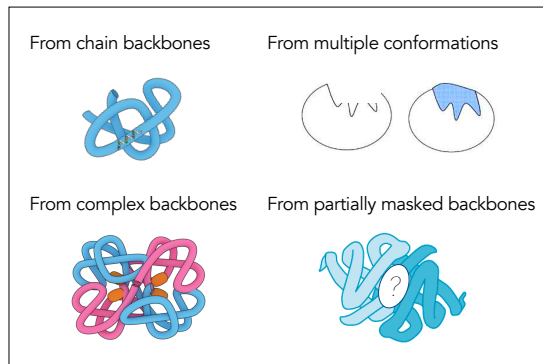 From chain backbones
From multiple conformations
From complex backbones
From partially masked backbones
?